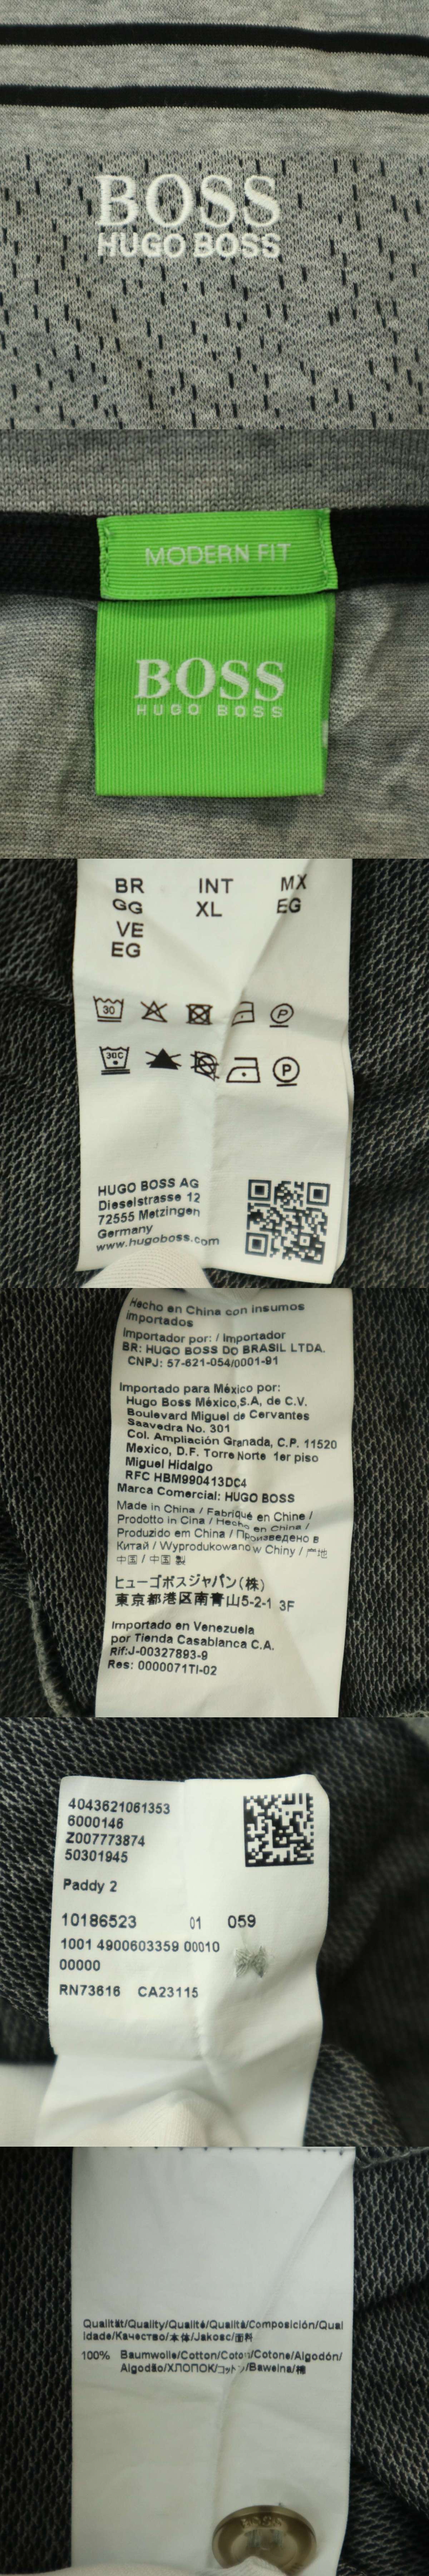 BOSS
HUGO BOSS
MODERN FIT
BOSS
HUGO BOSS
BR INT MX
GG XL EG
VE
EG
30 P
30C P
HUGO BOSS AG
Dieselstrasse 12
72555 Metzingen
Germany
www.hugoboss.com
Hecho en China con insumos
importados
Importador por: / Importador
BR: HUGO BOSS DO BRASIL LTDA.
CNPJ: 57-621-054/0001-91
Importado para México por:
Hugo Boss México,S.A, de C.V.
Boulevard Miguel de Cervantes
Saavedra No. 301
Col. Ampliación Granada, C.P. 11520
Mexico, D.F. Torre Norte 1er piso
Miguel Hidalgo
RFC HBM990413DC4
Marca Comercial: HUGO BOSS
Made in China / Fabriqué en Chine /
Prodotto in Cina / Hecho en China /
Produzido em China / Произведено в
Китай / Wyprodukowano w Chiny / 产地
中国 / 中国 製
ヒューゴボスジャパン(株)
東京都港区南青山5-2-1 3F
Importado en Venezuela
por Tienda Casablanca C.A.
Rif:J-00327893-9
Res: 0000071TI-02
4043621061353
6000146
Z007773874
50301945
Paddy 2
10186523 01 059
1001 4900603359 00010
00000
RN73616 CA23115
Qualität/Quality/Qualité/Qualità/Composición/Qual
idade/Качество/本体/Jakosc/面料
100% Baumwolle/Cotton/Coton/Cotone/Algodón/
Algodão/ХЛОПОК/コットン/Bawelna/棉